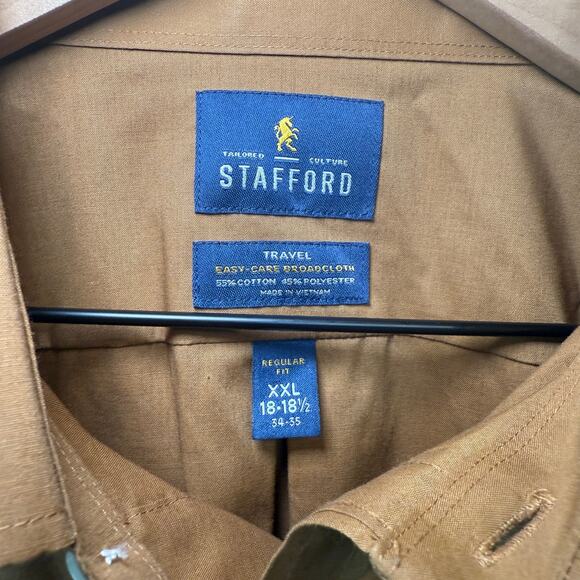 TAILORED CULTURE
STAFFORD
TRAVEL
EASY-CARE BROADCLOTH
55% COTTON 45% POLYESTER
MADE IN VIETNAM
REGULAR
FIT
XXL
18•18½
34-35